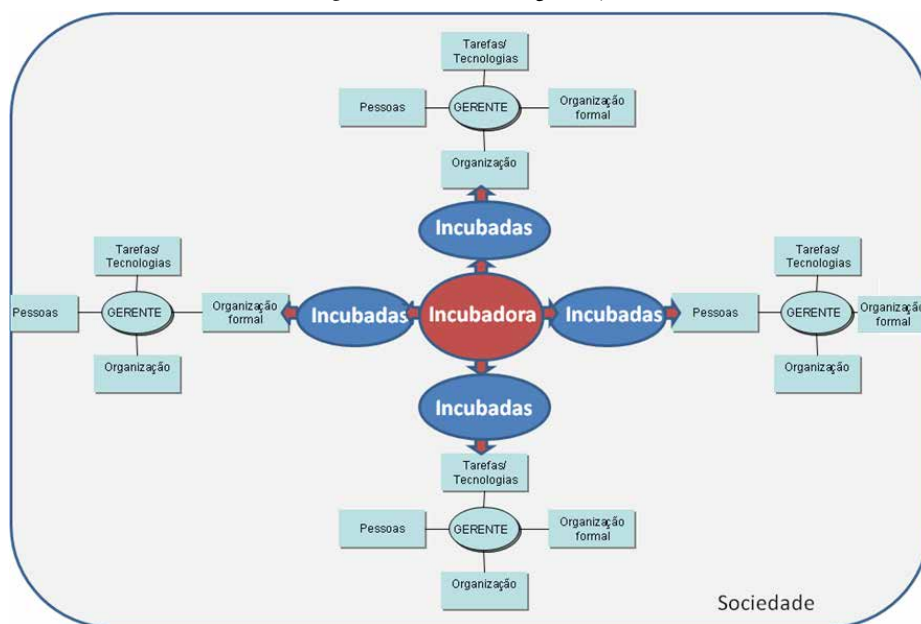 Tarefas/
Tecnologias
Pessoas
GERENTE
Organização
formal
Organização
Incubadas
Tarefas/
Tecnologias
Pessoas
GERENTE
Organização
formal
Organização
Incubadas
Incubadora
Incubadas
Tarefas/
Tecnologias
Pessoas
GERENTE
Organização
formal
Organização
Incubadas
Tarefas/
Tecnologias
Pessoas
GERENTE
Organização
formal
Organização
Sociedade